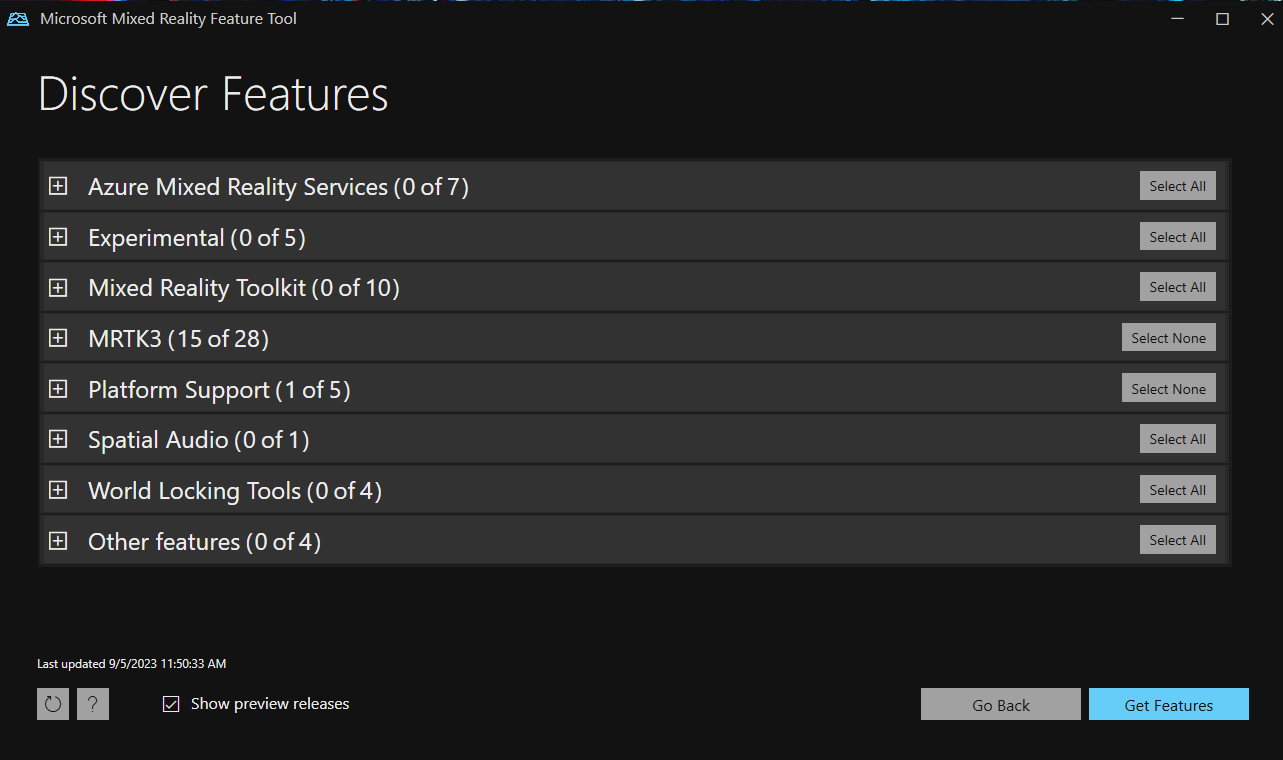 Microsoft Mixed Reality Feature Tool
Discover Features
Azure Mixed Reality Services (0 of 7) Select All
Experimental (0 of 5) Select All
Mixed Reality Toolkit (0 of 10) Select All
MRTK3 (15 of 28) Select None
Platform Support (1 of 5) Select None
Spatial Audio (0 of 1) Select All
World Locking Tools (0 of 4) Select All
Other features (0 of 4) Select All
Last updated 9/5/2023 11:50:33 AM
? Show preview releases Go Back Get Features